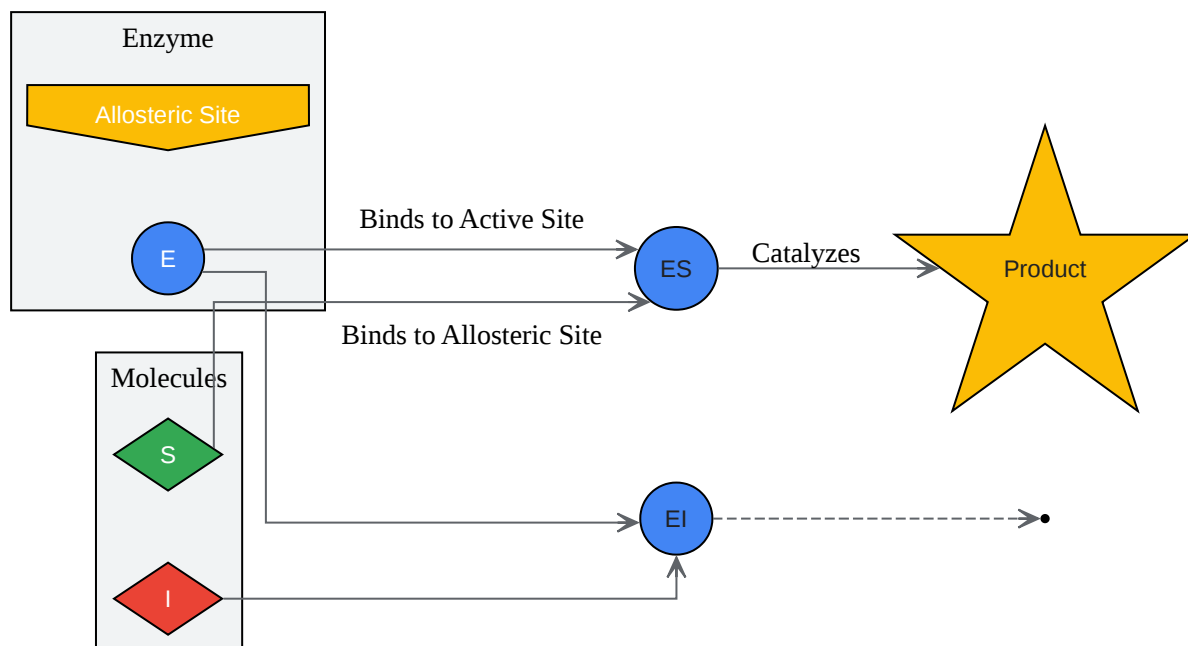 Enzyme
Allosteric Site
E
Binds to Active Site
ES
Catalyzes
Product
Binds to Allosteric Site
Molecules
S
EI
I